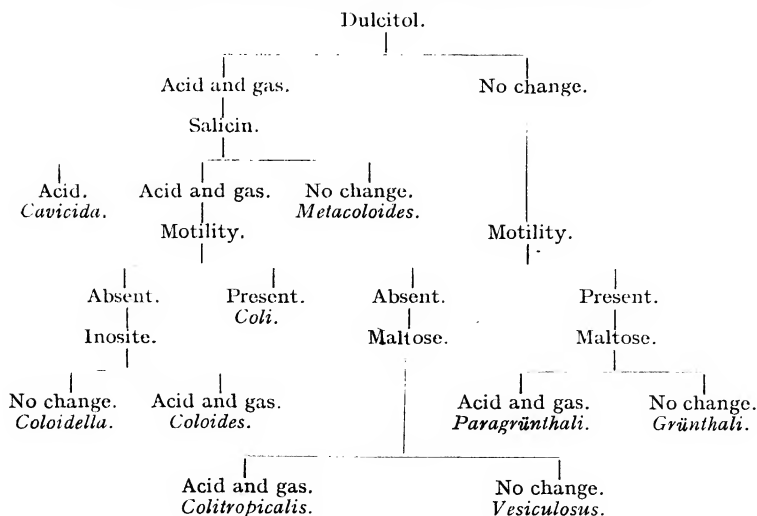 Dulcitol.
Acid and gas. No change.
Salicin.
Acid. Acid and gas. No change.
Cavicida. Metacoloides.
Motility. Motility.
Absent. Present. Absent. Present.
Coli.
Inosite. Maltose. Maltose.
No change. Acid and gas. Acid and gas. No change.
Coloidella. Coloides. Paragrünthali. Grünthali.
Acid and gas. No change.
Colitropicalis. Vesiculosus.